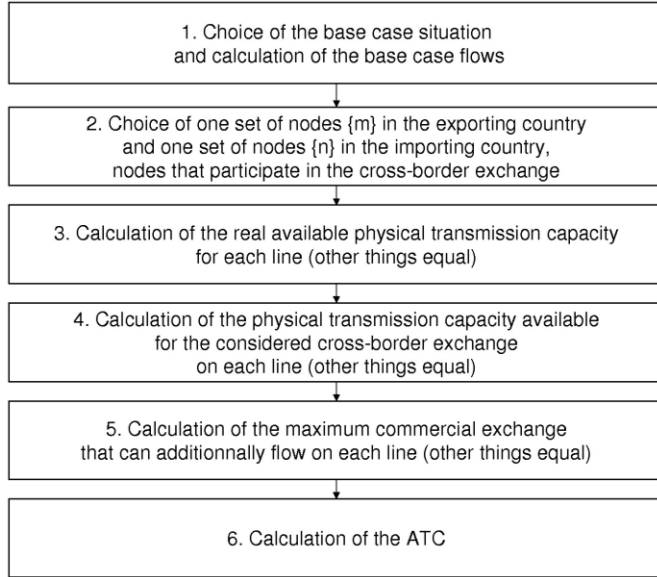 1. Choice of the base case situation
and calculation of the base case flows
2. Choice of one set of nodes {m} in the exporting country
and one set of nodes {n} in the importing country,
nodes that participate in the cross-border exchange
3. Calculation of the real available physical transmission capacity
for each line (other things equal)
4. Calculation of the physical transmission capacity available
for the considered cross-border exchange
on each line (other things equal)
5. Calculation of the maximum commercial exchange
that can additionnally flow on each line (other things equal)
6. Calculation of the ATC